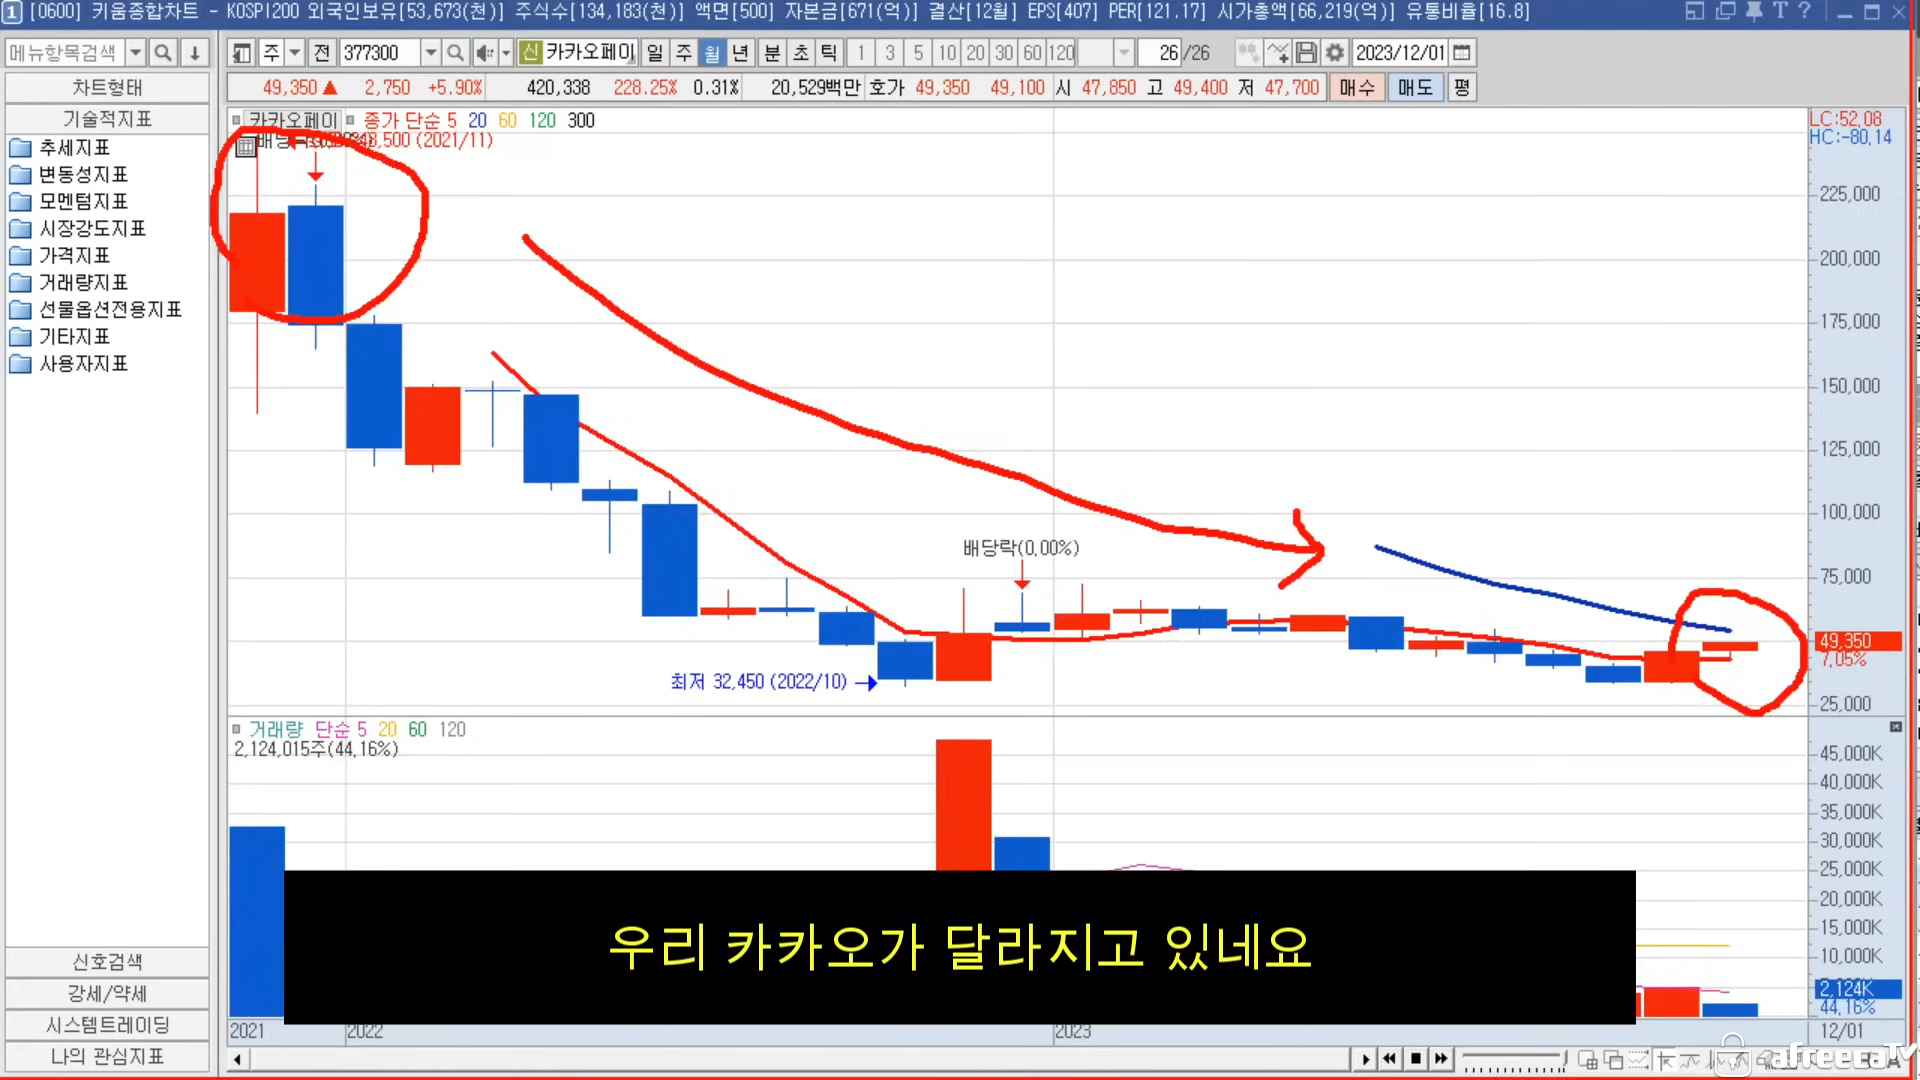 1 [0600] 키움종합차트 - KOSPI200 외국인보유[53,673(천)] 주식수[134,183(천)] 액면[500] 자본금[671(억)] 결산[12월] EPS[407] PER[121.17] 시가총액[66,219(억)] 유통비율[16.8] T ?
메뉴항목검색 주 전 377300 신 카카오페이 일 주 월 년 분 초 틱 1 3 5 10 20 30 60 120 26 /26 2023/12/01
49,350 ▲ 2,750 +5.90% 420,338 228.25% 0.31% 20,529백만 호가 49,350 49,100 시 47,850 고 49,400 저 47,700 매수 매도 평
차트형태
기술적지표
추세지표
변동성지표
모멘텀지표
시장강도지표
가격지표
거래량지표
선물옵션전용지표
기타지표
사용자지표
신호검색
강세/약세
시스템트레이딩
나의 관심지표
카카오페이 종가 단순 5 20 60 120 300
(2021/11)
LC:52.08
HC:-80.14
225,000
200,000
175,000
150,000
125,000
100,000
75,000
49,350
7.05%
25,000
배당락(0.00%)
최저 32,450 (2022/10) →
거래량 단순 5 20 60 120
2,124,015주(44.16%)
45,000K
40,000K
35,000K
30,000K
25,000K
20,000K
15,000K
10,000K
2,124K
44.16%
우리 카카오가 달라지고 있네요
2021 2022 2023 12/01
afreecaTV